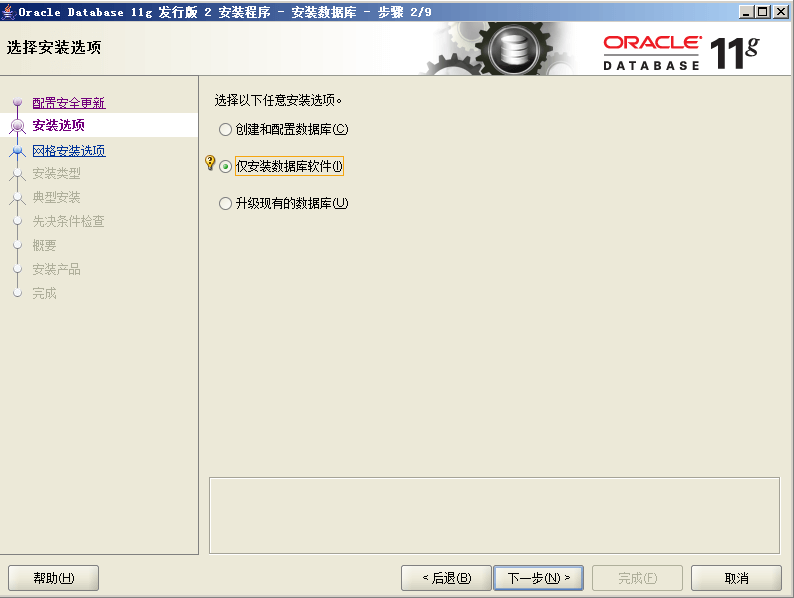 Oracle Database 11g 发行版 2 安装程序 - 安装数据库 - 步骤 2/9
选择安装选项
ORACLE
DATABASE
11g
配置安全更新
安装选项
网格安装选项
安装类型
典型安装
先决条件检查
概要
安装产品
完成
选择以下任意安装选项。
创建和配置数据库(C)
仅安装数据库软件(I)
升级现有的数据库(U)
帮助(H)
< 后退(B)
下一步(N) >
完成(F)
取消